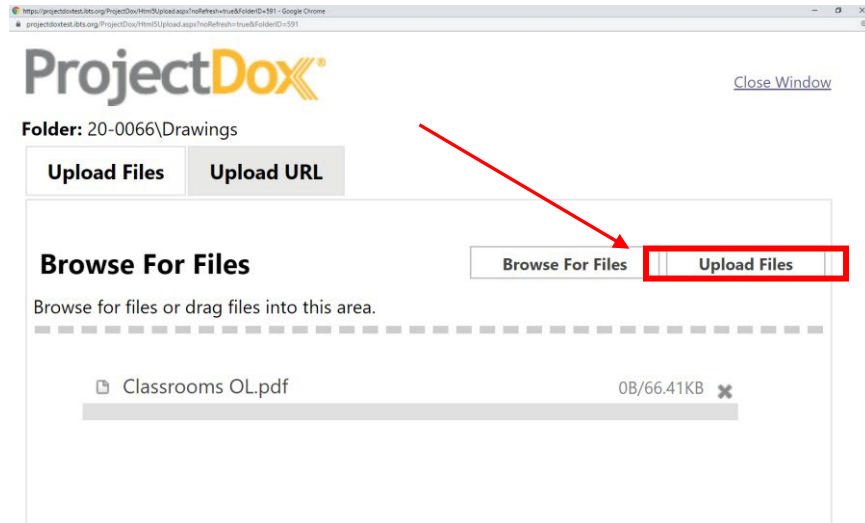 https://projectdoxtest.ibts.org/ProjectDox/Html5Upload.aspx?noRefresh=true&FolderID=591 - Google Chrome
projectdoxtest.ibts.org/ProjectDox/Html5Upload.aspx?noRefresh=true&FolderID=591
ProjectDox
Close Window
Folder: 20-0066\Drawings
Upload Files Upload URL
Browse For Files Browse For Files Upload Files
Browse for files or drag files into this area.
Classrooms OL.pdf 0B/66.41KB